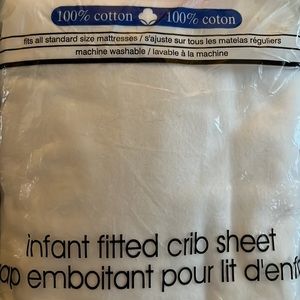 100% cotton 100% coton
fits all standard size mattresses / s'ajuste sur tous les matelas réguliers
machine washable / lavable à la machine
infant fitted crib sheet
emboitant pour lit d'enf